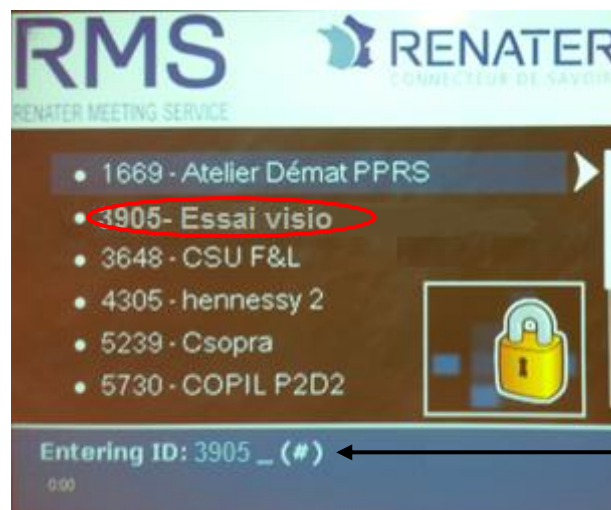 RMS
RENATER
CONNECTEUR DE SAVOIR
RENATER MEETING SERVICE
• 1669 - Atelier Démat PPRS
• 3905- Essai visio
• 3648 - CSU F&L
• 4305 - hennessy 2
• 5239 - Csopra
• 5730 - COPIL P2D2
Entering ID: 3905 _ (#)
0:00